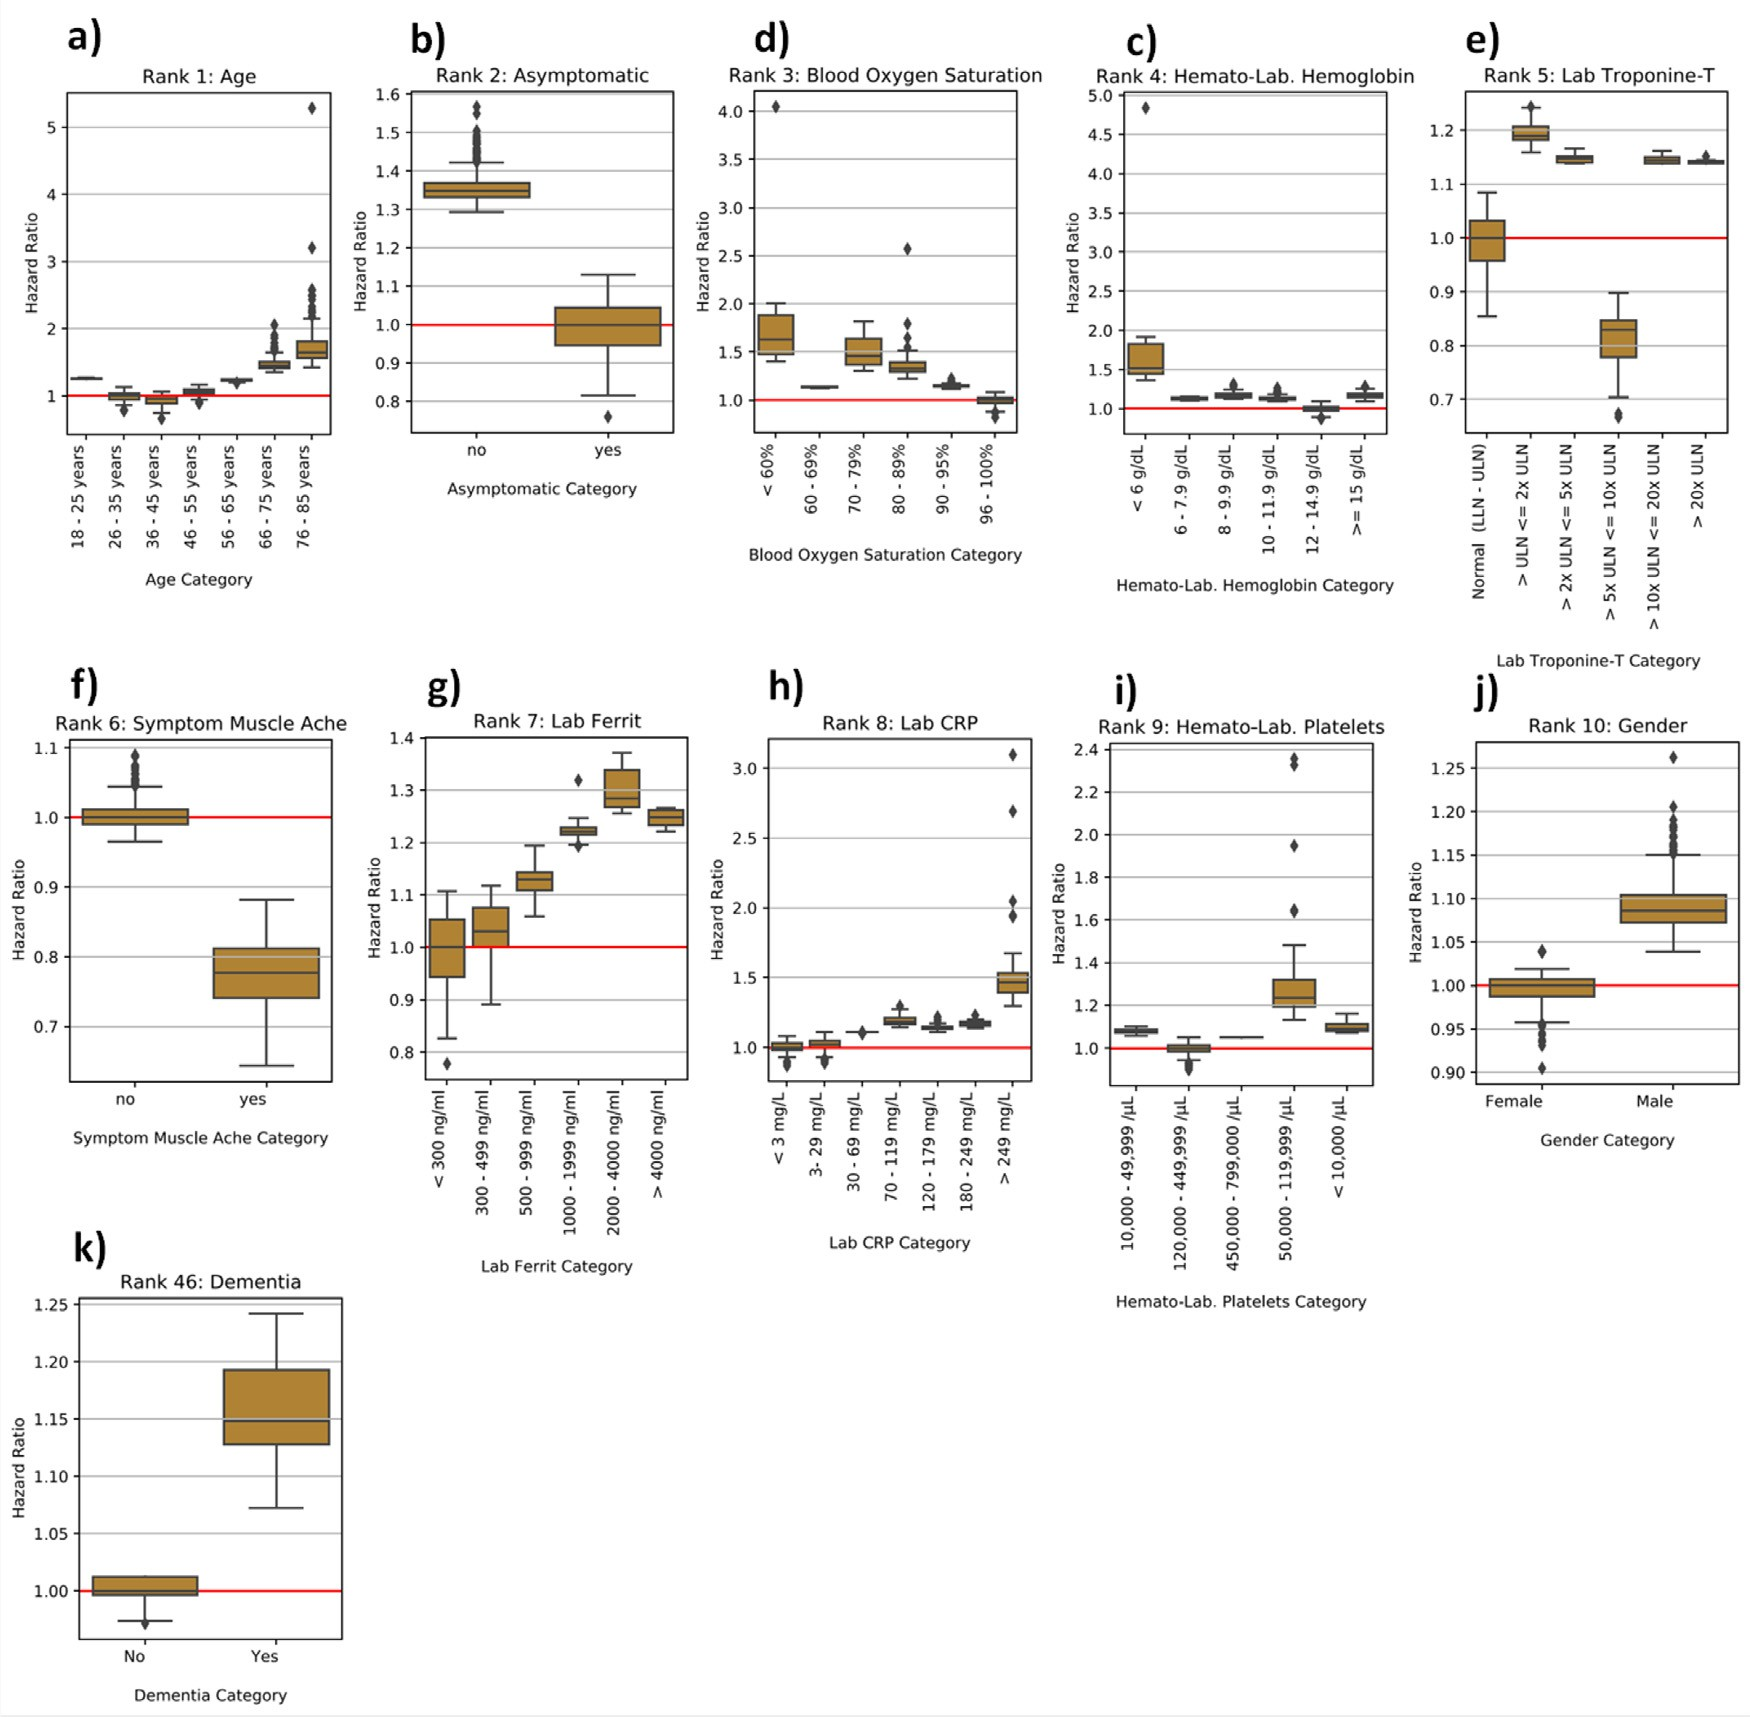 a)
Rank 1: Age
Hazard Ratio
5
4
3
2
1
18 - 25 years
26 - 35 years
36 - 45 years
46 - 55 years
56 - 65 years
66 - 75 years
76 - 85 years
Age Category
b)
Rank 2: Asymptomatic
Hazard Ratio
1.6
1.5
1.4
1.3
1.2
1.1
1.0
0.9
0.8
no
yes
Asymptomatic Category
d)
Rank 3: Blood Oxygen Saturation
Hazard Ratio
4.0
3.5
3.0
2.5
2.0
1.5
1.0
< 60%
60 - 69%
70 - 79%
80 - 89%
90 - 95%
96 - 100%
Blood Oxygen Saturation Category
c)
Rank 4: Hemato-Lab. Hemoglobin
Hazard Ratio
5.0
4.5
4.0
3.5
3.0
2.5
2.0
1.5
1.0
< 6 g/dL
6 - 7.9 g/dL
8 - 9.9 g/dL
10 - 11.9 g/dL
12 - 14.9 g/dL
>= 15 g/dL
Hemato-Lab. Hemoglobin Category
e)
Rank 5: Lab Troponine-T
Hazard Ratio
1.2
1.1
1.0
0.9
0.8
0.7
Normal (LLN - ULN)
> ULN <= 2x ULN
> 2x ULN <= 5x ULN
> 5x ULN <= 10x ULN
> 10x ULN <= 20x ULN
> 20x ULN
Lab Troponine-T Category
f)
Rank 6: Symptom Muscle Ache
Hazard Ratio
1.1
1.0
0.9
0.8
0.7
no
yes
Symptom Muscle Ache Category
g)
Rank 7: Lab Ferrit
Hazard Ratio
1.4
1.3
1.2
1.1
1.0
0.9
0.8
< 300 ng/ml
300 - 499 ng/ml
500 - 999 ng/ml
1000 - 1999 ng/ml
2000 - 4000 ng/ml
> 4000 ng/ml
Lab Ferrit Category
h)
Rank 8: Lab CRP
Hazard Ratio
3.0
2.5
2.0
1.5
1.0
< 3 mg/L
3- 29 mg/L
30 - 69 mg/L
70 - 119 mg/L
120 - 179 mg/L
180 - 249 mg/L
> 249 mg/L
Lab CRP Category
i)
Rank 9: Hemato-Lab. Platelets
Hazard Ratio
2.4
2.2
2.0
1.8
1.6
1.4
1.2
1.0
10,000 - 49,999 /µL
120,000 - 449,999 /µL
450,000 - 799,000 /µL
50,000 - 119,999 /µL
< 10,000 /µL
Hemato-Lab. Platelets Category
j)
Rank 10: Gender
Hazard Ratio
1.25
1.20
1.15
1.10
1.05
1.00
0.95
0.90
Female
Male
Gender Category
k)
Rank 46: Dementia
Hazard Ratio
1.25
1.20
1.15
1.10
1.05
1.00
No
Yes
Dementia Category